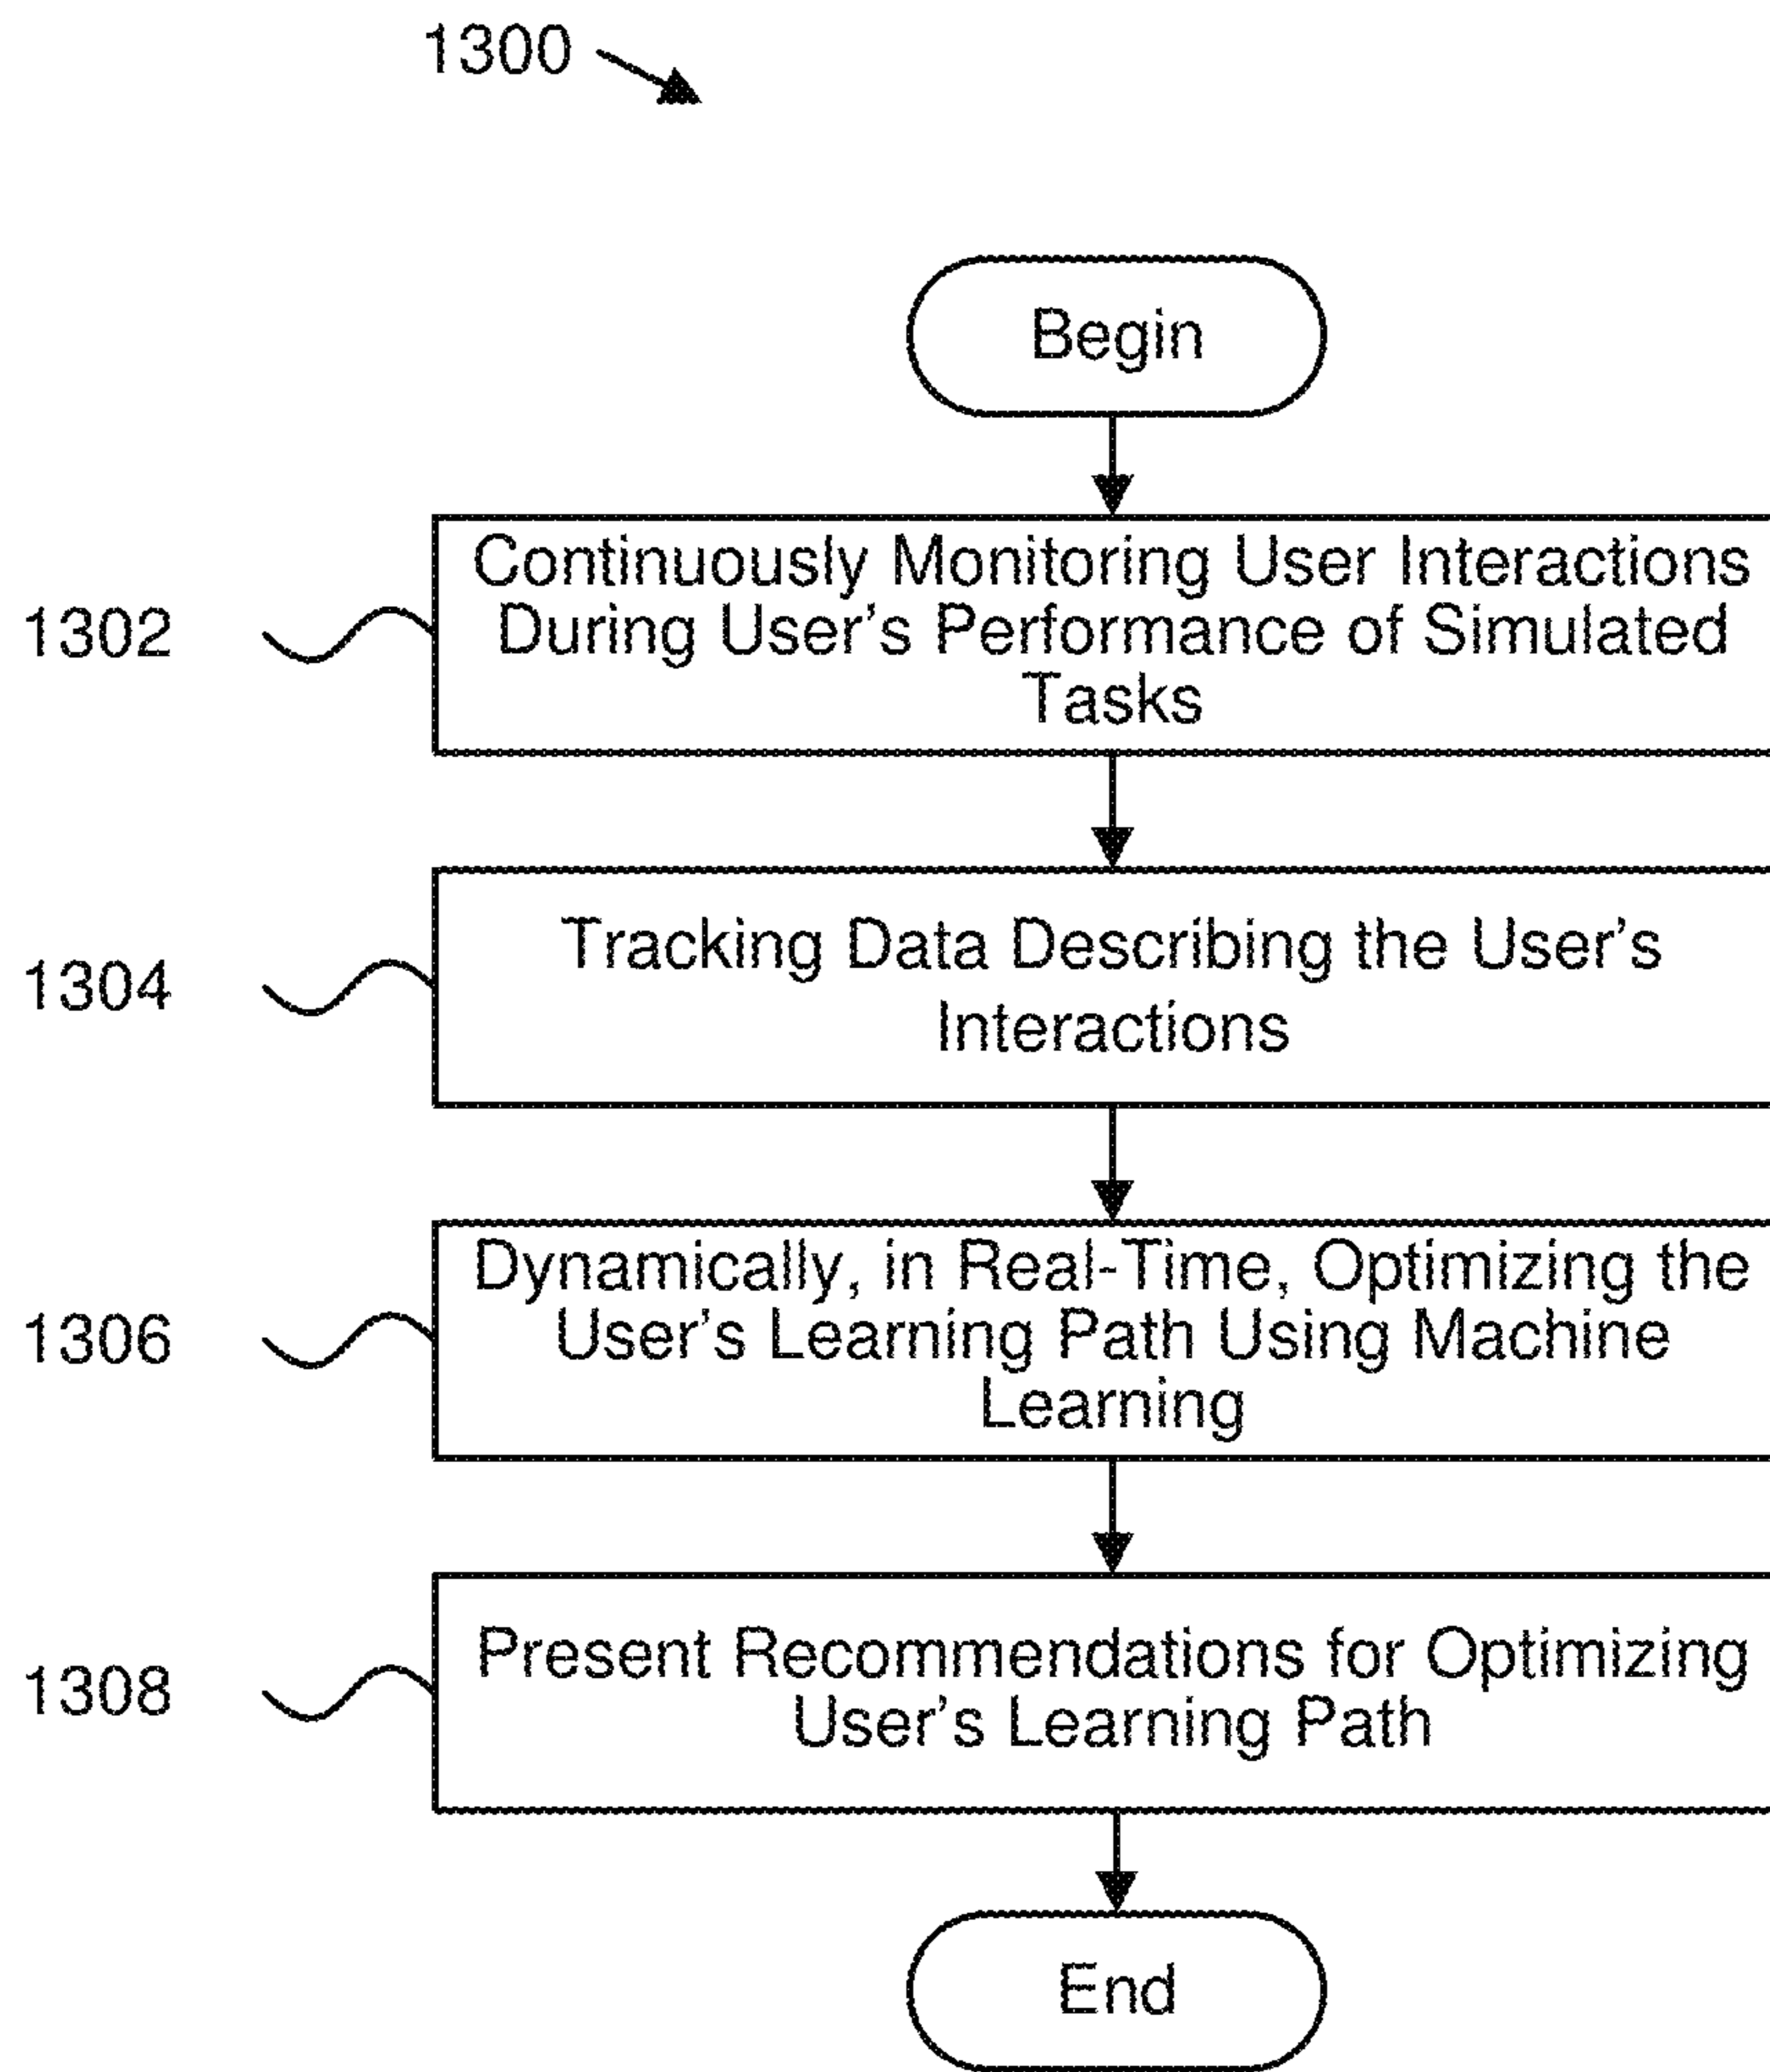 1300
Begin
1302
Continuously Monitoring User Interactions
During User's Performance of Simulated
Tasks
1304
Tracking Data Describing the User's
Interactions
1306
Dynamically, in Real-Time, Optimizing the
User's Learning Path Using Machine
Learning
1308
Present Recommendations for Optimizing
User's Learning Path
End